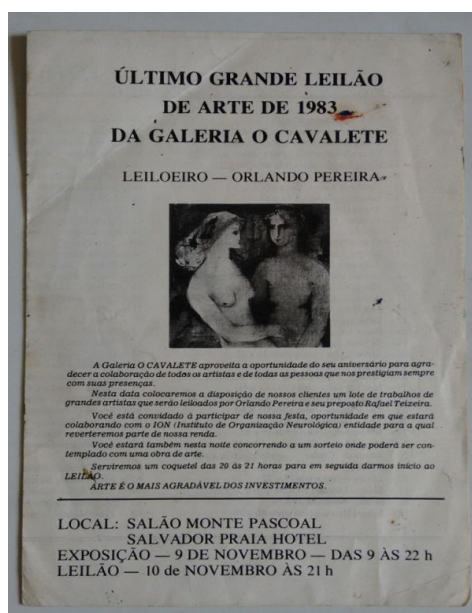 ÚLTIMO GRANDE LEILÃO
DE ARTE DE 1983
DA GALERIA O CAVALETE
LEILOEIRO — ORLANDO PEREIRA
A Galeria O CAVALETE aproveita a oportunidade do seu aniversário para agra-
decer a colaboração de todos os artistas e de todas as pessoas que nos prestigiam sempre
com suas presenças.
Nesta data colocaremos a disposição de nossos clientes um lote de trabalhos de
grandes artistas que serão leiloados por Orlando Pereira e seu preposto Rafael Teixeira.
Você está convidado à participar de nossa festa, oportunidade em que estará
colaborando com o ION (Instituto de Organização Neurológica) entidade para a qual
reverteremos parte de nossa renda.
Você estará também nesta noite concorrendo a um sorteio onde poderá ser con-
templado com uma obra de arte.
Serviremos um coquetel das 20 ás 21 horas para em seguida darmos início ao
LEILÃO.
ARTE É O MAIS AGRADÁVEL DOS INVESTIMENTOS.
LOCAL: SALÃO MONTE PASCOAL
SALVADOR PRAIA HOTEL
EXPOSIÇÃO — 9 DE NOVEMBRO — DAS 9 ÀS 22 h
LEILÃO — 10 de NOVEMBRO ÀS 21 h